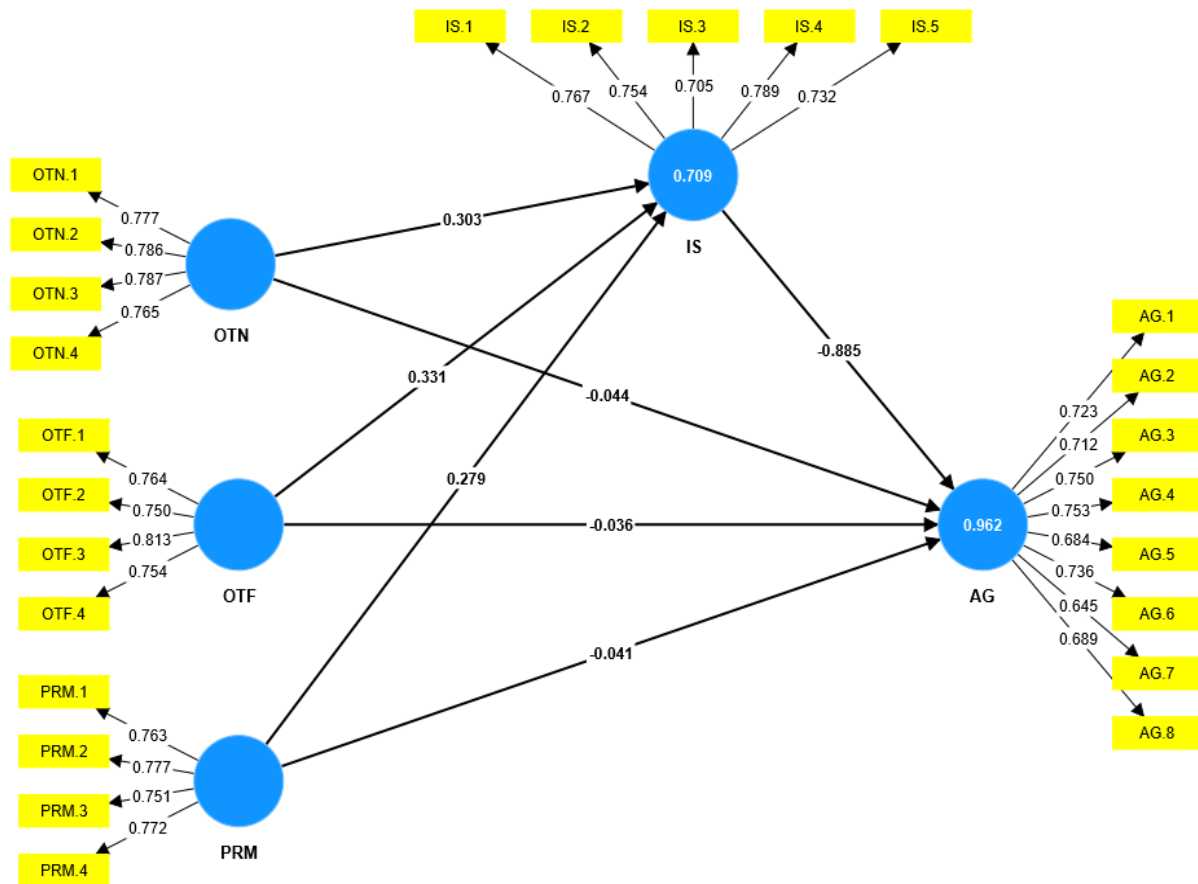 IS.1
IS.2
IS.3
IS.4
IS.5
0.767
0.754
0.705
0.789
0.732
0.709
IS
OTN.1
OTN.2
OTN.3
OTN.4
0.777
0.786
0.787
0.765
OTN
0.303
-0.044
0.331
-0.885
OTF.1
OTF.2
OTF.3
OTF.4
0.764
0.750
0.813
0.754
OTF
0.279
-0.036
-0.041
AG.1
AG.2
AG.3
AG.4
AG.5
AG.6
AG.7
AG.8
0.723
0.712
0.750
0.753
0.684
0.736
0.645
0.689
0.962
AG
PRM.1
PRM.2
PRM.3
PRM.4
0.763
0.777
0.751
0.772
PRM